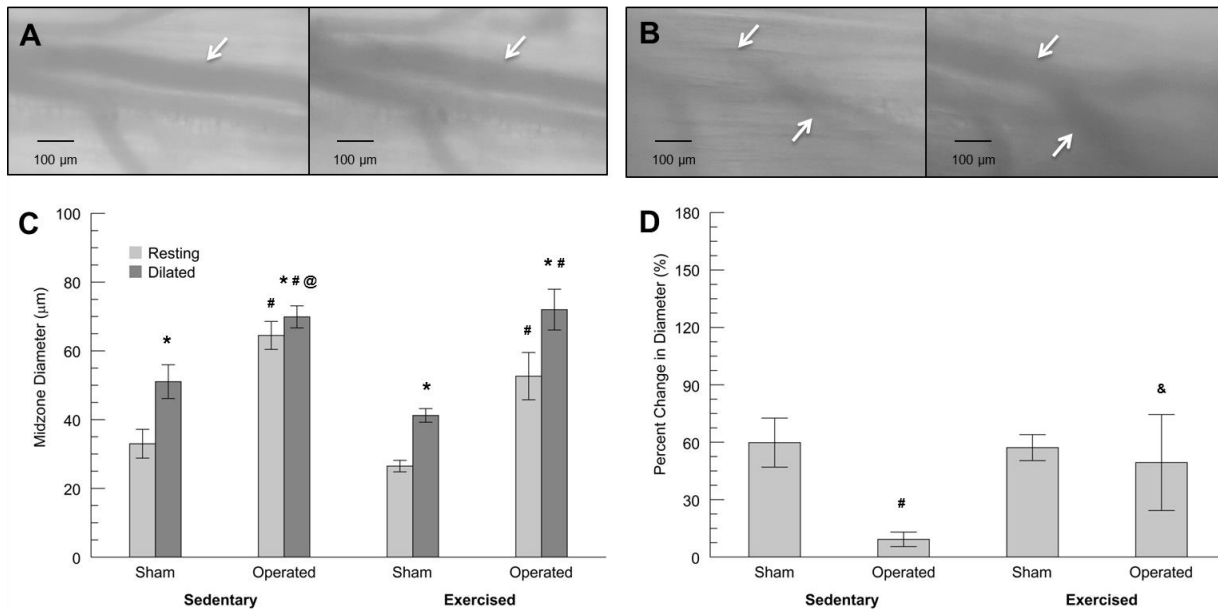 A
100 μm
100 μm
B
100 μm
100 μm
C
100
80
60
40
20
0
Midzone Diameter (μm)
Resting
Dilated
*
#
* # @
*
#
* #
Sham
Operated
Sham
Operated
Sedentary
Exercised
D
180
150
120
90
60
30
0
Percent Change in Diameter (%)
#
&
Sham
Operated
Sham
Operated
Sedentary
Exercised